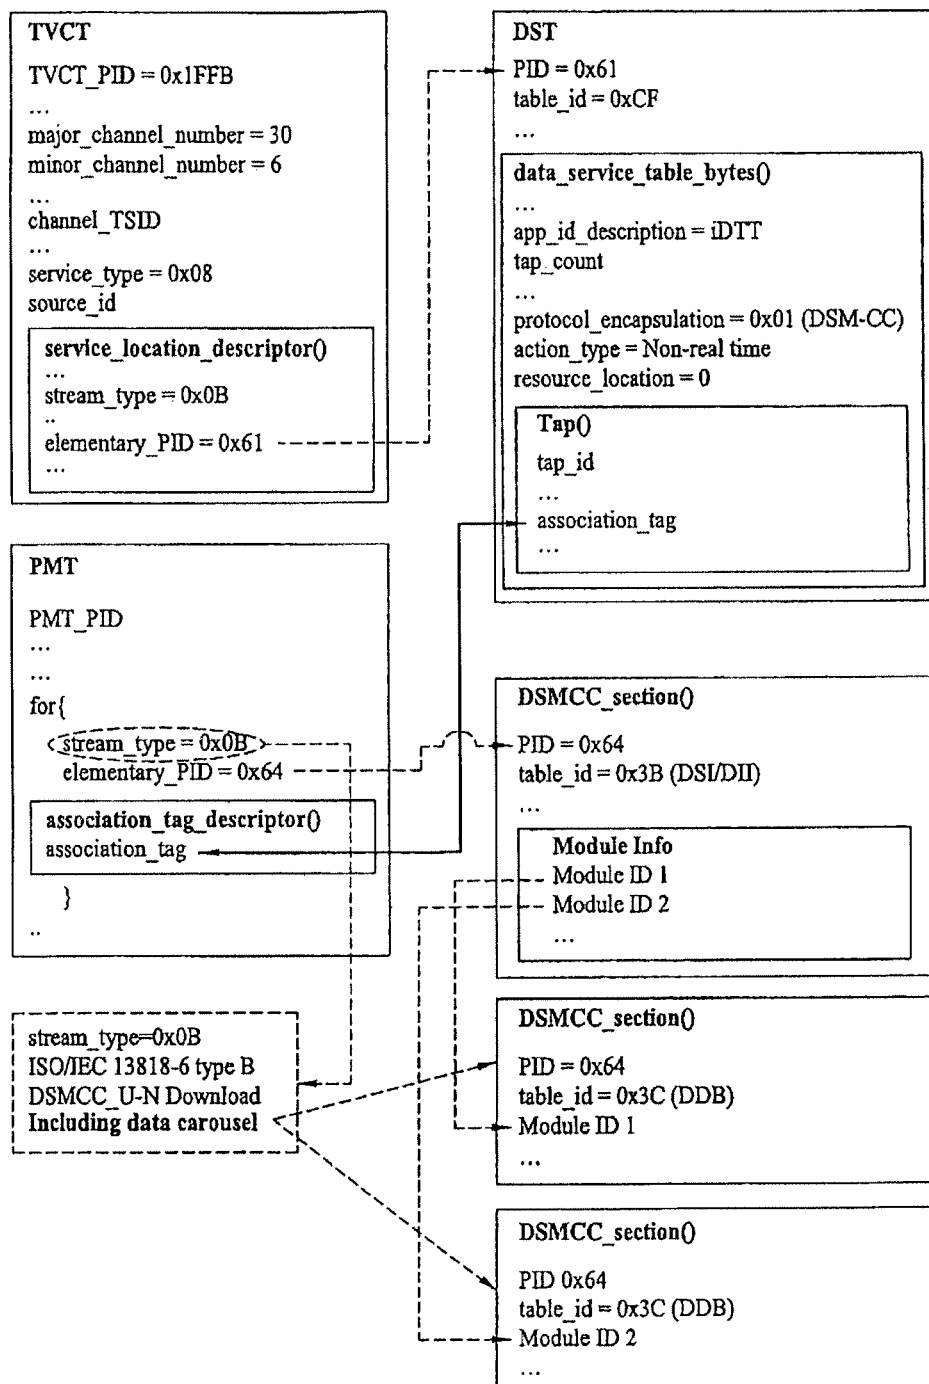 TVCT
TVCT_PID = 0x1FFB
...
major_channel_number = 30
minor_channel_number = 6
...
channel_TSID
...
service_type = 0x08
source_id
service_location_descriptor()
...
stream_type = 0x0B
..
elementary_PID = 0x61
...
DST
PID = 0x61
table_id = 0xCF
...
data_service_table_bytes()
...
app_id_description = iDTT
tap_count
...
protocol_encapsulation = 0x01 (DSM-CC)
action_type = Non-real time
resource_location = 0
Tap()
tap_id
...
association_tag
...
PMT
PMT_PID
...
...
for{
stream_type = 0x0B
elementary_PID = 0x64
association_tag_descriptor()
association_tag
}
..
DSMCC_section()
PID = 0x64
table_id = 0x3B (DSI/DII)
...
Module Info
Module ID 1
Module ID 2
...
stream_type=0x0B
ISO/IEC 13818-6 type B
DSMCC_U-N Download
Including data carousel
DSMCC_section()
PID = 0x64
table_id = 0x3C (DDB)
Module ID 1
...
DSMCC_section()
PID 0x64
table_id = 0x3C (DDB)
Module ID 2
...